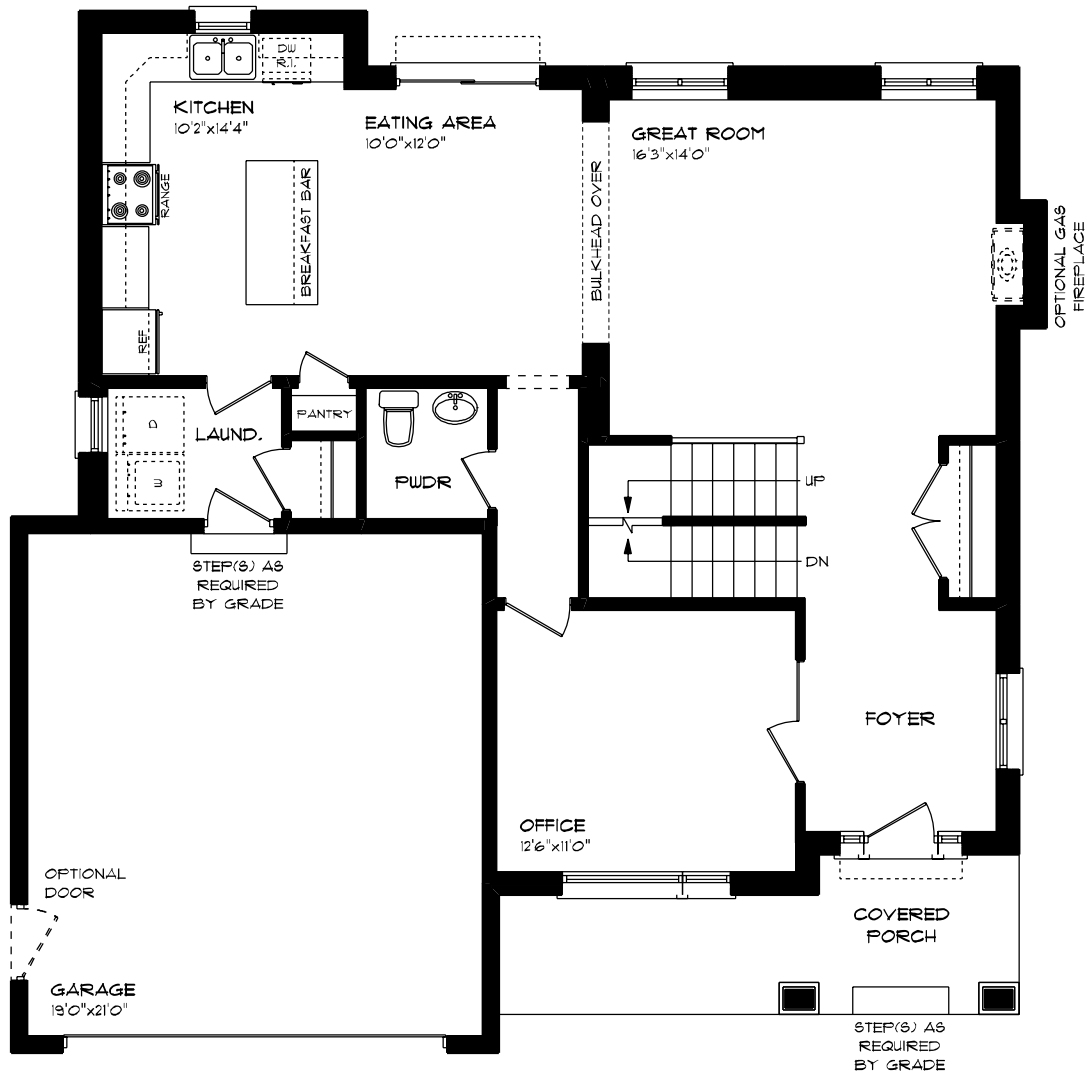 DW
R.I.
KITCHEN
10'2"x14'4"
EATING AREA
10'0"x12'0"
GREAT ROOM
16'3"x14'0"
RANGE
BREAKFAST BAR
BULKHEAD OVER
OPTIONAL GAS
FIREPLACE
REF
D
LAUND.
PANTRY
W
PWDR
UP
DN
STEP(S) AS
REQUIRED
BY GRADE
FOYER
OFFICE
12'6"x11'0"
OPTIONAL
DOOR
COVERED
PORCH
GARAGE
19'0"x21'0"
STEP(S) AS
REQUIRED
BY GRADE